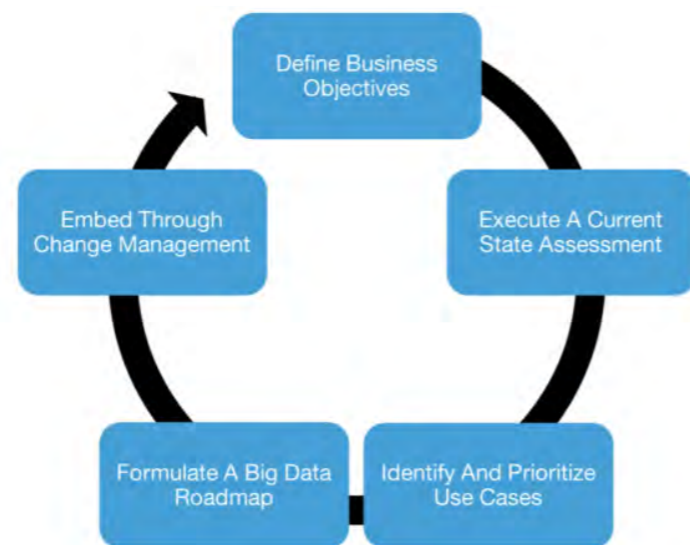 Define Business
Objectives
Execute A Current
State Assessment
Identify And Prioritize
Use Cases
Formulate A Big Data
Roadmap
Embed Through
Change Management